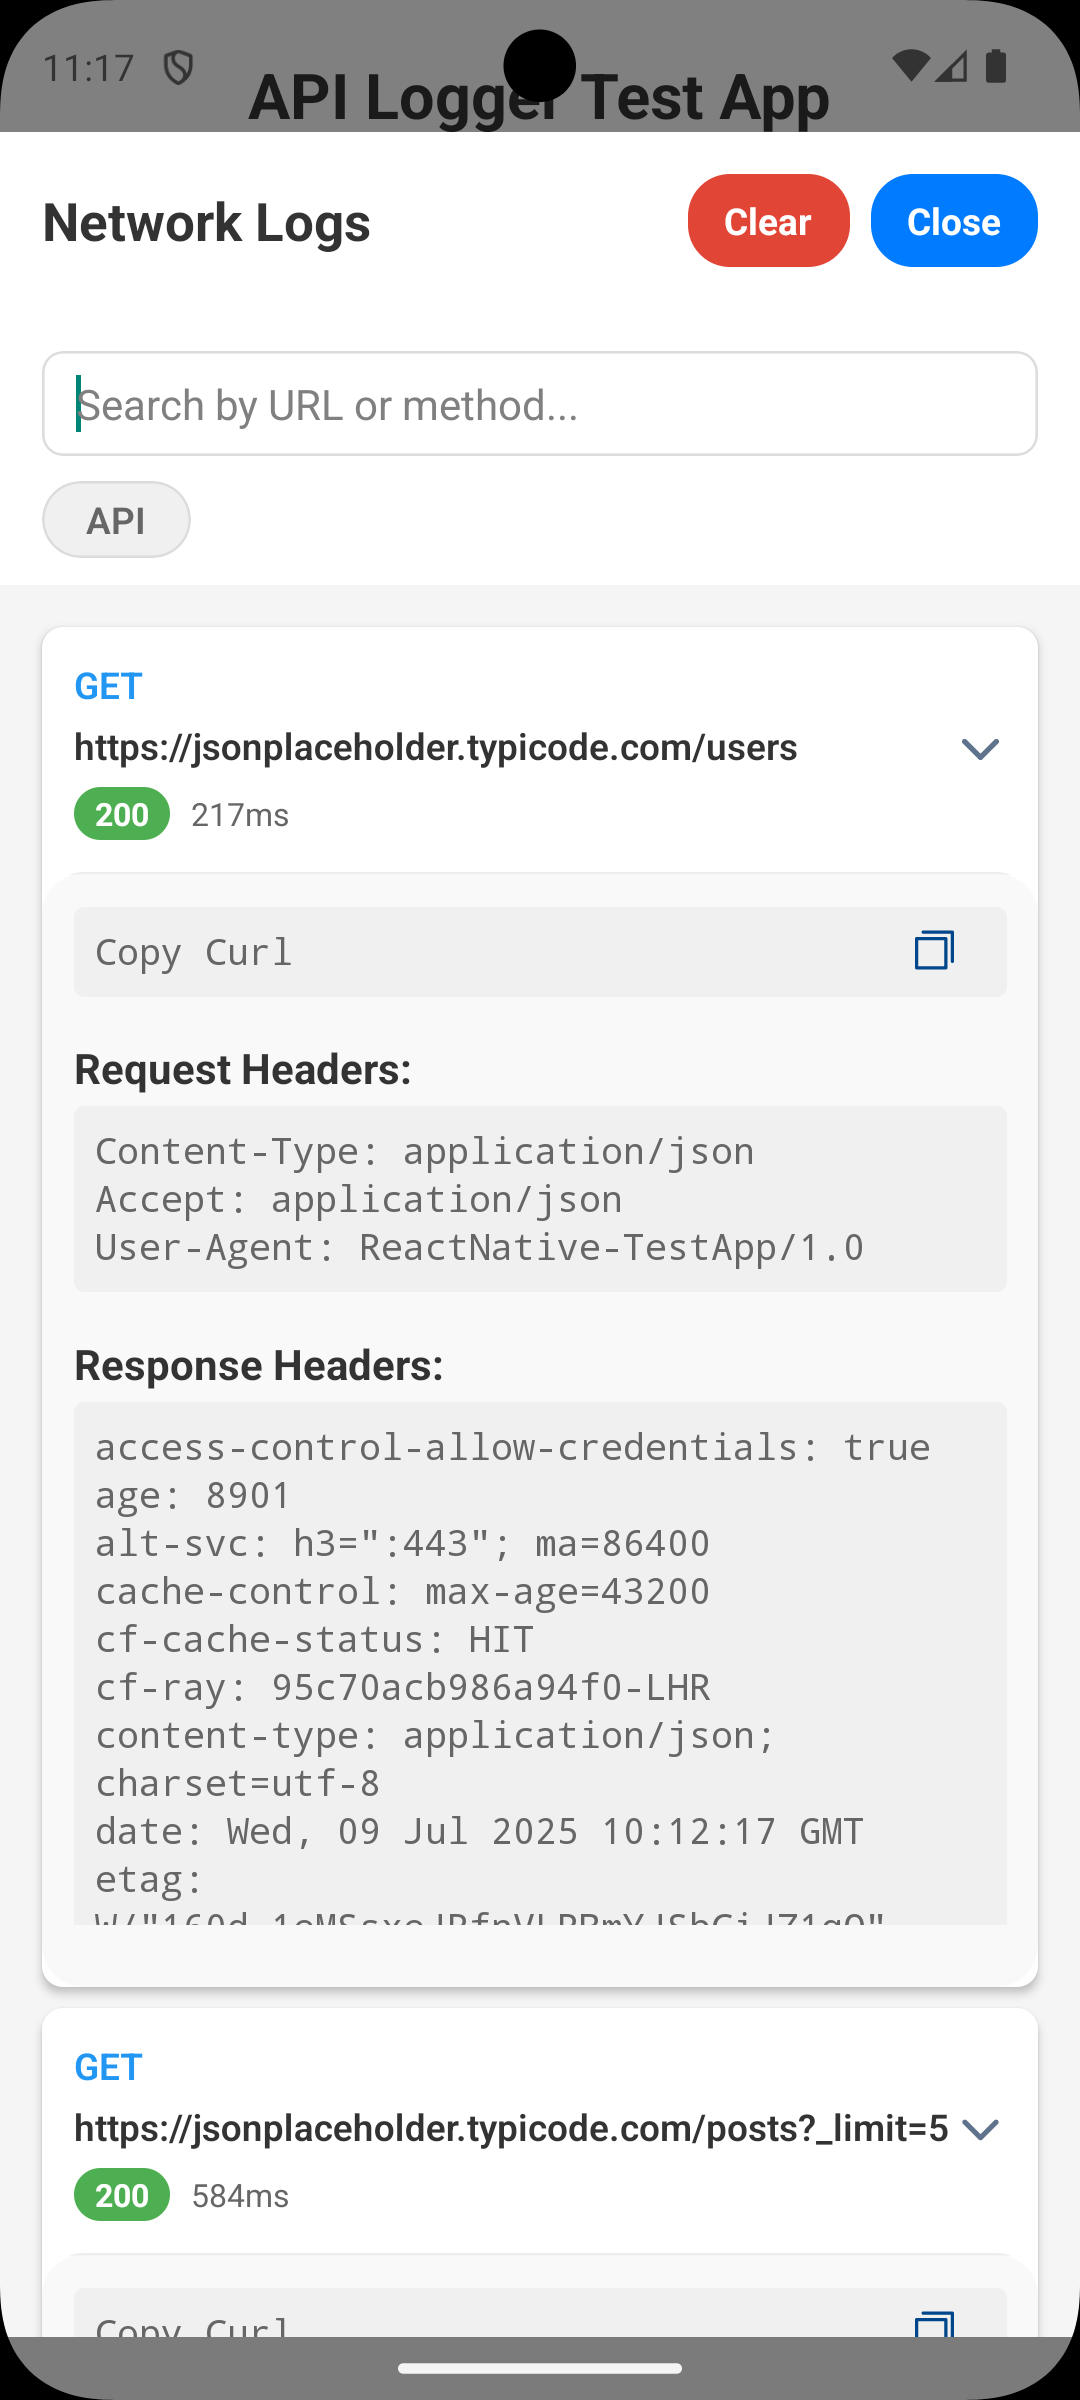 11:17
API Logger Test App
Network Logs
Clear
Close
Search by URL or method...
API
GET
https://jsonplaceholder.typicode.com/users
200 217ms
Copy Curl
Request Headers:
Content-Type: application/json
Accept: application/json
User-Agent: ReactNative-TestApp/1.0
Response Headers:
access-control-allow-credentials: true
age: 8901
alt-svc: h3=":443"; ma=86400
cache-control: max-age=43200
cf-cache-status: HIT
cf-ray: 95c70acb986a94f0-LHR
content-type: application/json;
charset=utf-8
date: Wed, 09 Jul 2025 10:12:17 GMT
etag:
GET
https://jsonplaceholder.typicode.com/posts?_limit=5
200 584ms
Copy Curl